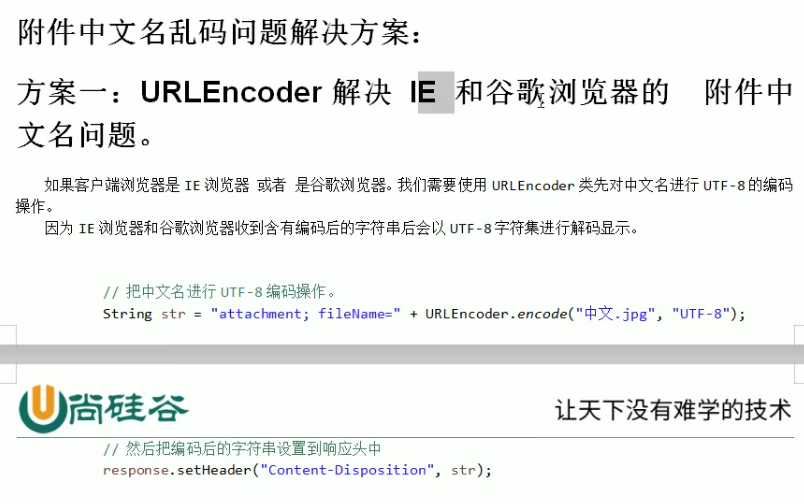 附件中文名乱码问题解决方案：
方案一：URLEncoder 解决 IE 和谷歌浏览器的 附件中
文名问题。
如果客户端浏览器是 IE 浏览器 或者 是谷歌浏览器。我们需要使用 URLEncoder 类先对中文名进行 UTF-8 的编码
操作。
因为 IE 浏览器和谷歌浏览器收到含有编码后的字符串后会以 UTF-8 字符集进行解码显示。
// 把中文名进行 UTF-8 编码操作。
String str = "attachment; fileName=" + URLEncoder.encode("中文.jpg", "UTF-8");
尚硅谷 让天下没有难学的技术
// 然后把编码后的字符串设置到响应头中
response.setHeader("Content-Disposition", str);